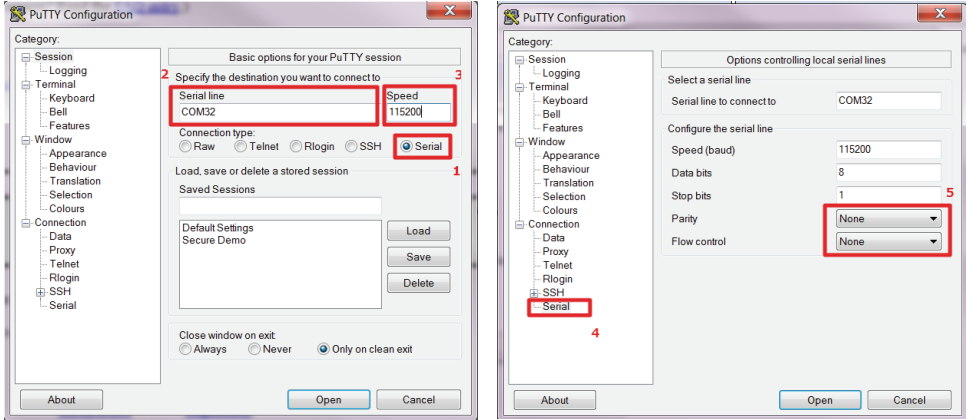 PuTTY Configuration
Category:
Session
Logging
Terminal
Keyboard
Bell
Features
Window
Appearance
Behaviour
Translation
Selection
Colours
Connection
Data
Proxy
Telnet
Rlogin
SSH
Serial
Basic options for your PuTTY session
2 Specify the destination you want to connect to 3
Serial line Speed
COM32 115200
Connection type:
Raw Telnet Rlogin SSH Serial
1
Load, save or delete a stored session
Saved Sessions
Default Settings
Secure Demo
Load
Save
Delete
Close window on exit:
Always Never Only on clean exit
About Open Cancel
PuTTY Configuration
Category:
Session
Logging
Terminal
Keyboard
Bell
Features
Window
Appearance
Behaviour
Translation
Selection
Colours
Connection
Data
Proxy
Telnet
Rlogin
SSH
Serial
4
Options controlling local serial lines
Select a serial line
Serial line to connect to COM32
Configure the serial line
Speed (baud) 115200
Data bits 8
Stop bits 1 5
Parity None
Flow control None
About Open Cancel